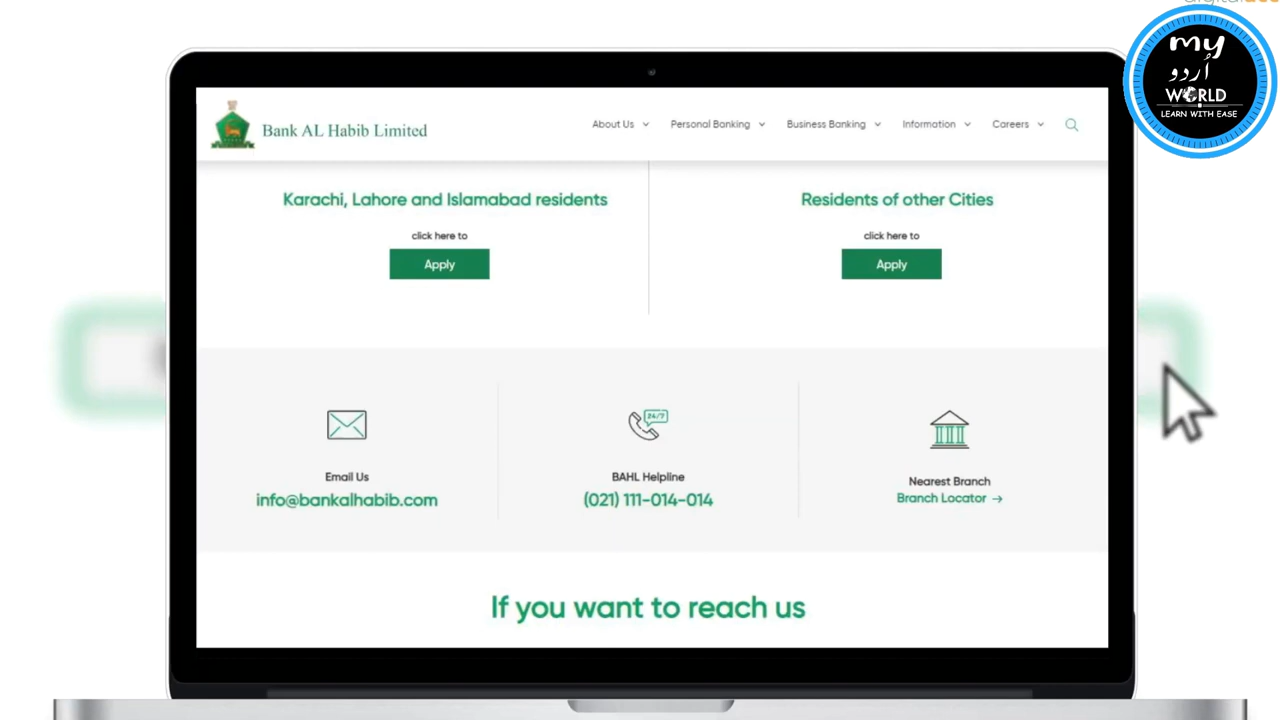 my
اُردو
WORLD
LEARN WITH EASE
Bank AL Habib Limited
About Us
Personal Banking
Business Banking
Information
Careers
Karachi, Lahore and Islamabad residents
click here to
Apply
Residents of other Cities
click here to
Apply
Email Us
info@bankalhabib.com
24/7
BAHL Helpline
(021) 111-014-014
Nearest Branch
Branch Locator →
If you want to reach us